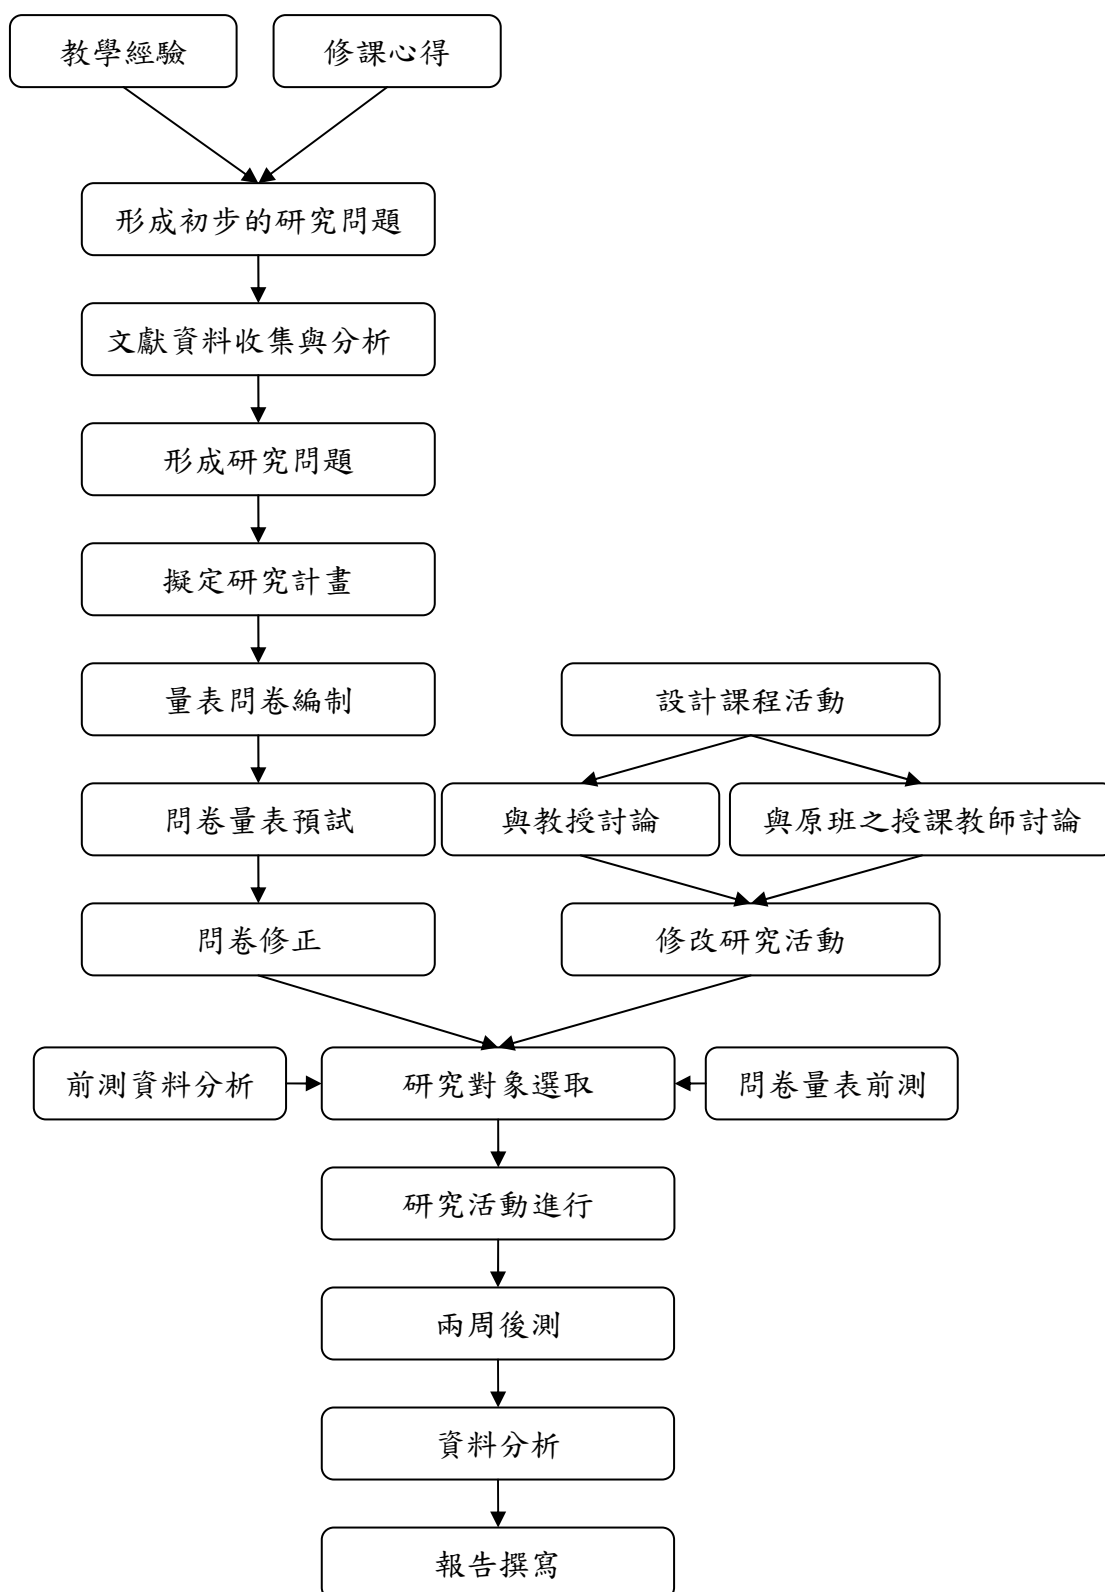 教學經驗
修課心得
形成初步的研究問題
文獻資料收集與分析
形成研究問題
擬定研究計畫
量表問卷編制
設計課程活動
問卷量表預試
與教授討論
與原班之授課教師討論
問卷修正
修改研究活動
前測資料分析
研究對象選取
問卷量表前測
研究活動進行
兩周後測
資料分析
報告撰寫